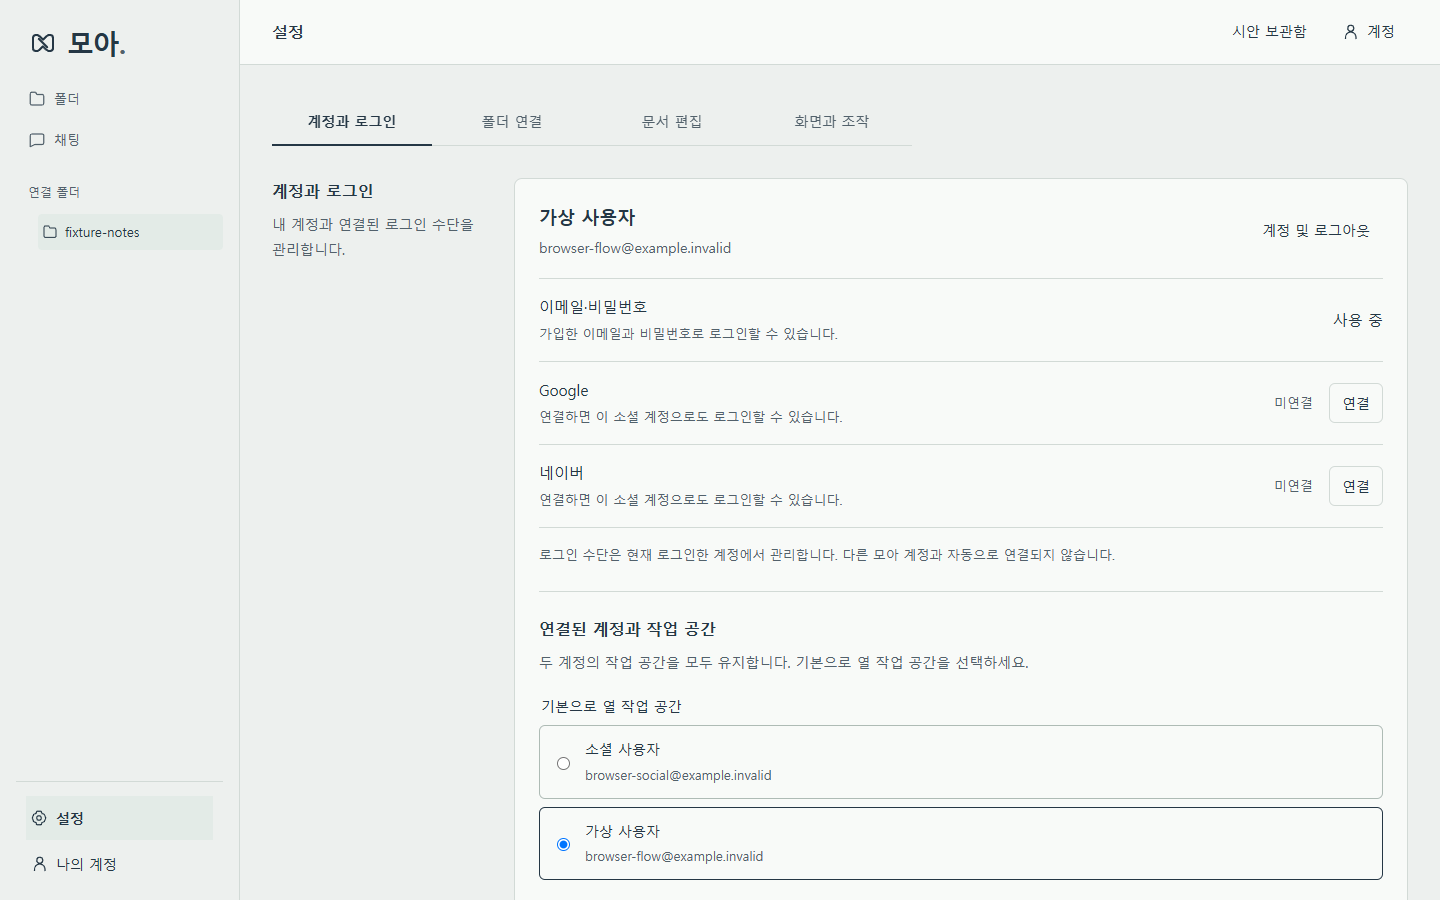 모아.
폴더
채팅
연결 폴더
fixture-notes
설정
나의 계정
설정
시안 보관함
계정
계정과 로그인
폴더 연결
문서 편집
화면과 조작
계정과 로그인
내 계정과 연결된 로그인 수단을
관리합니다.
가상 사용자
browser-flow@example.invalid
계정 및 로그아웃
이메일·비밀번호
가입한 이메일과 비밀번호로 로그인할 수 있습니다.
사용 중
Google
연결하면 이 소셜 계정으로도 로그인할 수 있습니다.
미연결
연결
네이버
연결하면 이 소셜 계정으로도 로그인할 수 있습니다.
미연결
연결
로그인 수단은 현재 로그인한 계정에서 관리합니다. 다른 모아 계정과 자동으로 연결되지 않습니다.
연결된 계정과 작업 공간
두 계정의 작업 공간을 모두 유지합니다. 기본으로 열 작업 공간을 선택하세요.
기본으로 열 작업 공간
소셜 사용자
browser-social@example.invalid
가상 사용자
browser-flow@example.invalid